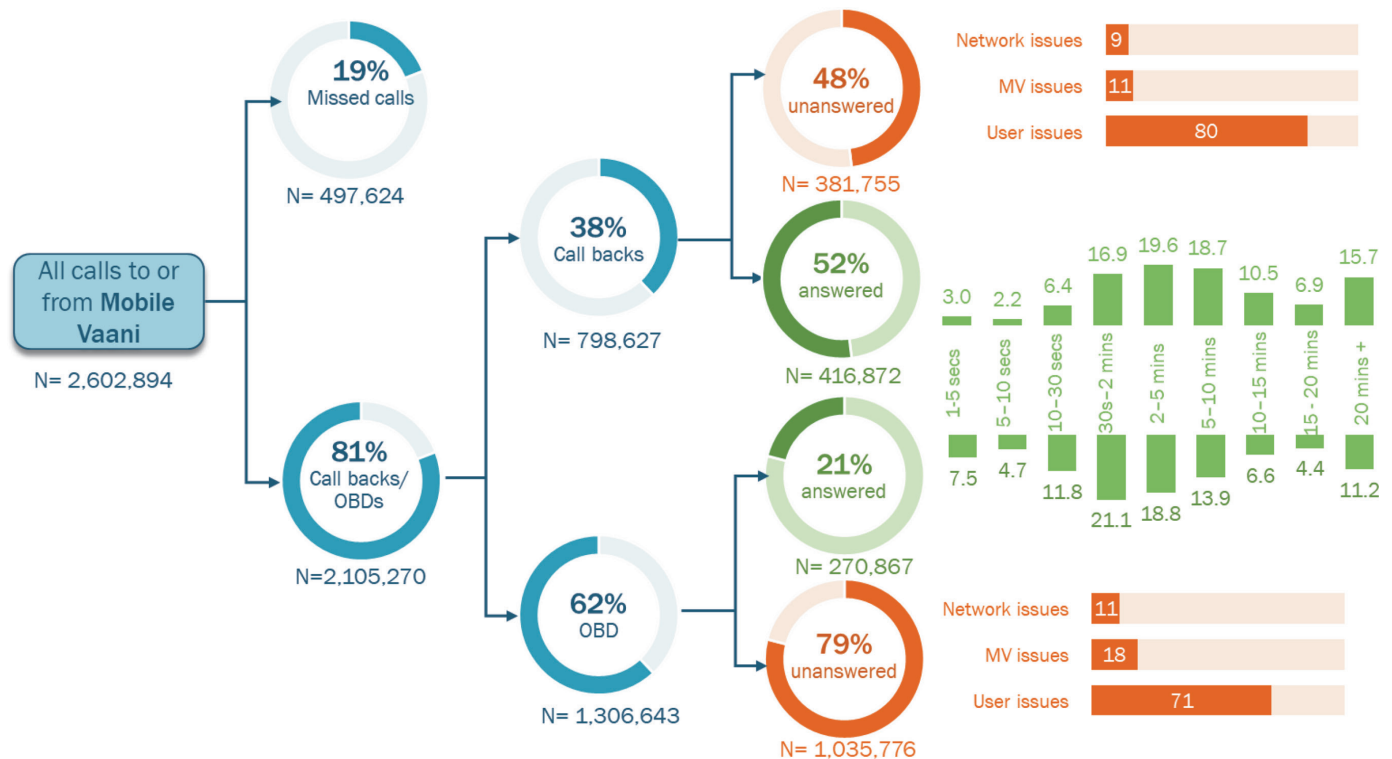 All calls to or
from Mobile
Vaani
N= 2,602,894
19%
Missed calls
N= 497,624
81%
Call backs/
OBDs
N=2,105,270
38%
Call backs
N= 798,627
62%
OBD
N= 1,306,643
48%
unanswered
N= 381,755
52%
answered
N= 416,872
21%
answered
N= 270,867
79%
unanswered
N= 1,035,776
Network issues 9
MV issues 11
User issues 80
3.0 2.2 6.4 16.9 19.6 18.7 10.5 6.9 15.7
1-5 secs
5–10 secs
10–30 secs
30s–2 mins
2–5 mins
5–10 mins
10–15 mins
15 - 20 mins
20 mins +
7.5 4.7 11.8 21.1 18.8 13.9 6.6 4.4 11.2
Network issues 11
MV issues 18
User issues 71